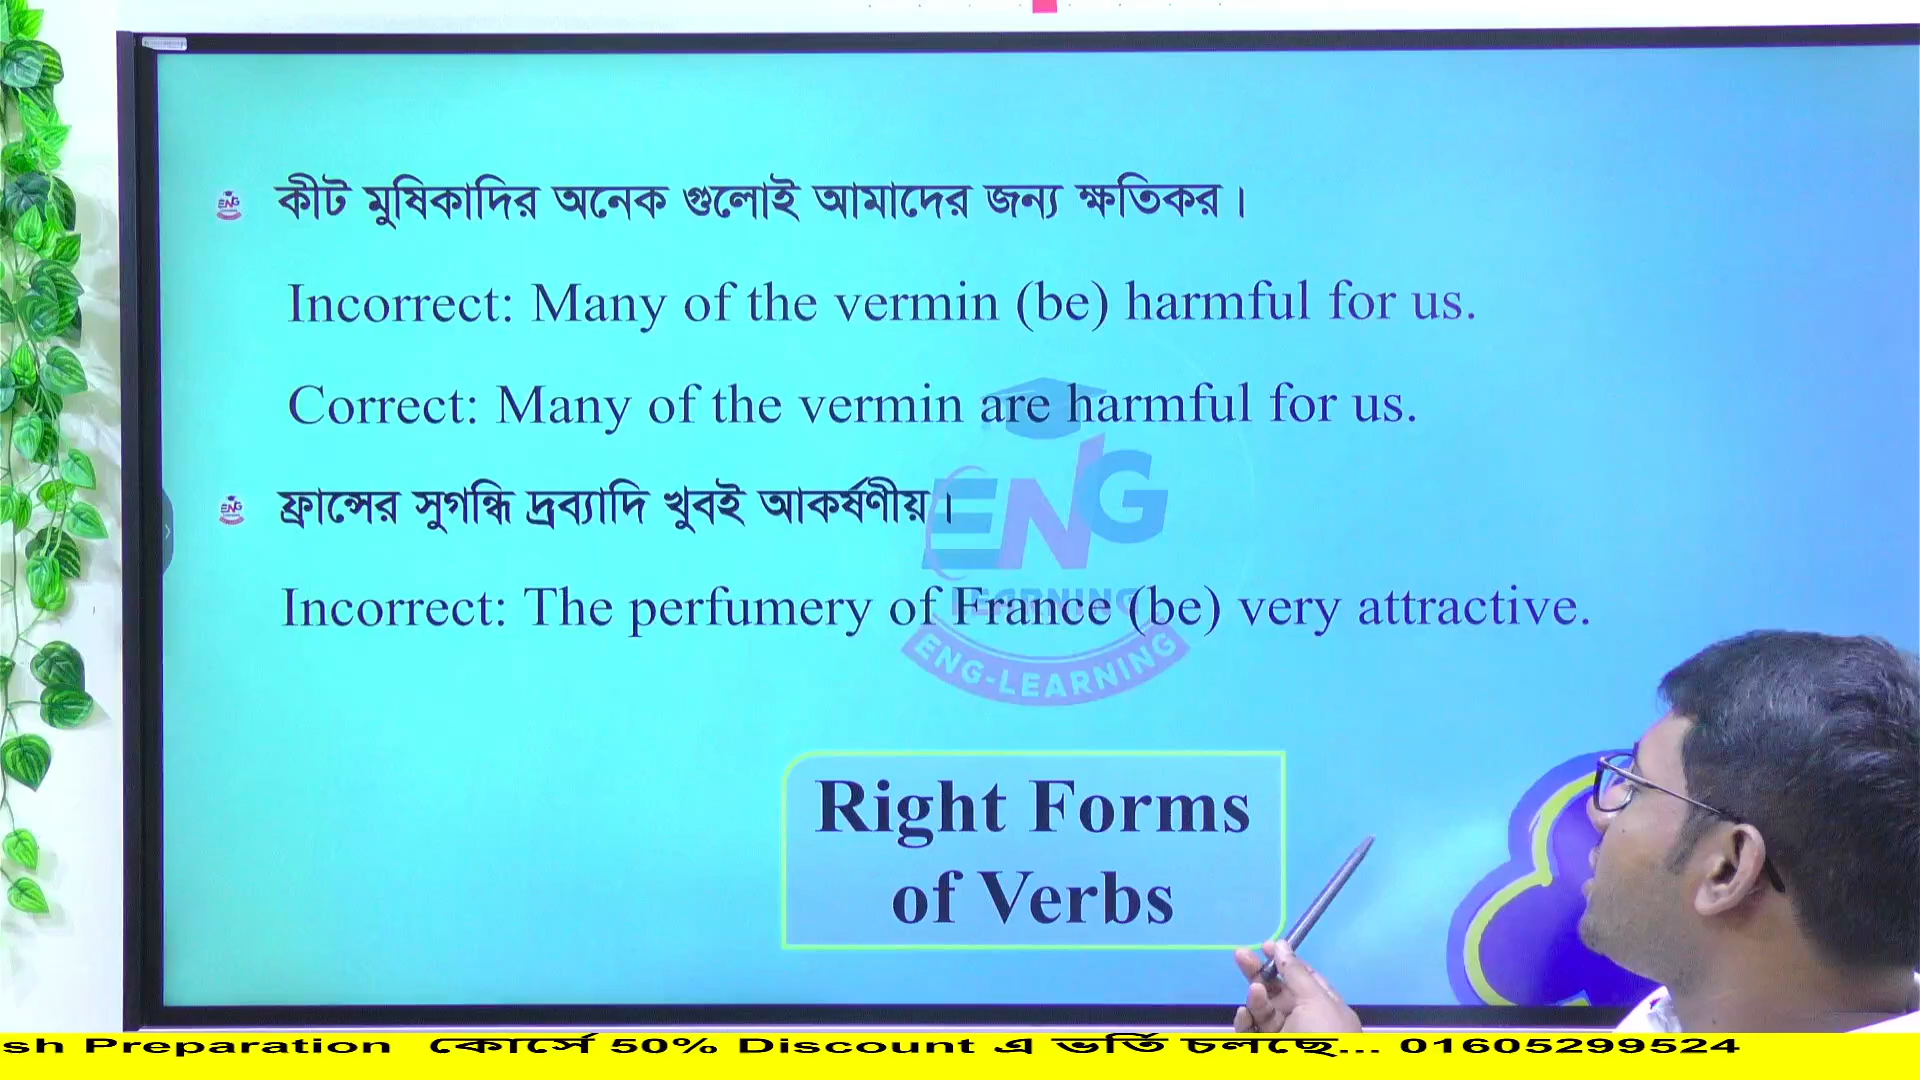 কীট মুষিকাদির অনেক গুলোই আমাদের জন্য ক্ষতিকর।
Incorrect: Many of the vermin (be) harmful for us.
Correct: Many of the vermin are harmful for us.
ফ্রান্সের সুগন্ধি দ্রব্যাদি খুবই আকর্ষণীয়।
ENG
LEARNING
Incorrect: The perfumery of France (be) very attractive.
ENG-LEARNING
Right Forms
of Verbs
sh Preparation কোর্সে 50% Discount এ ভর্তি চলছে... 01605299524